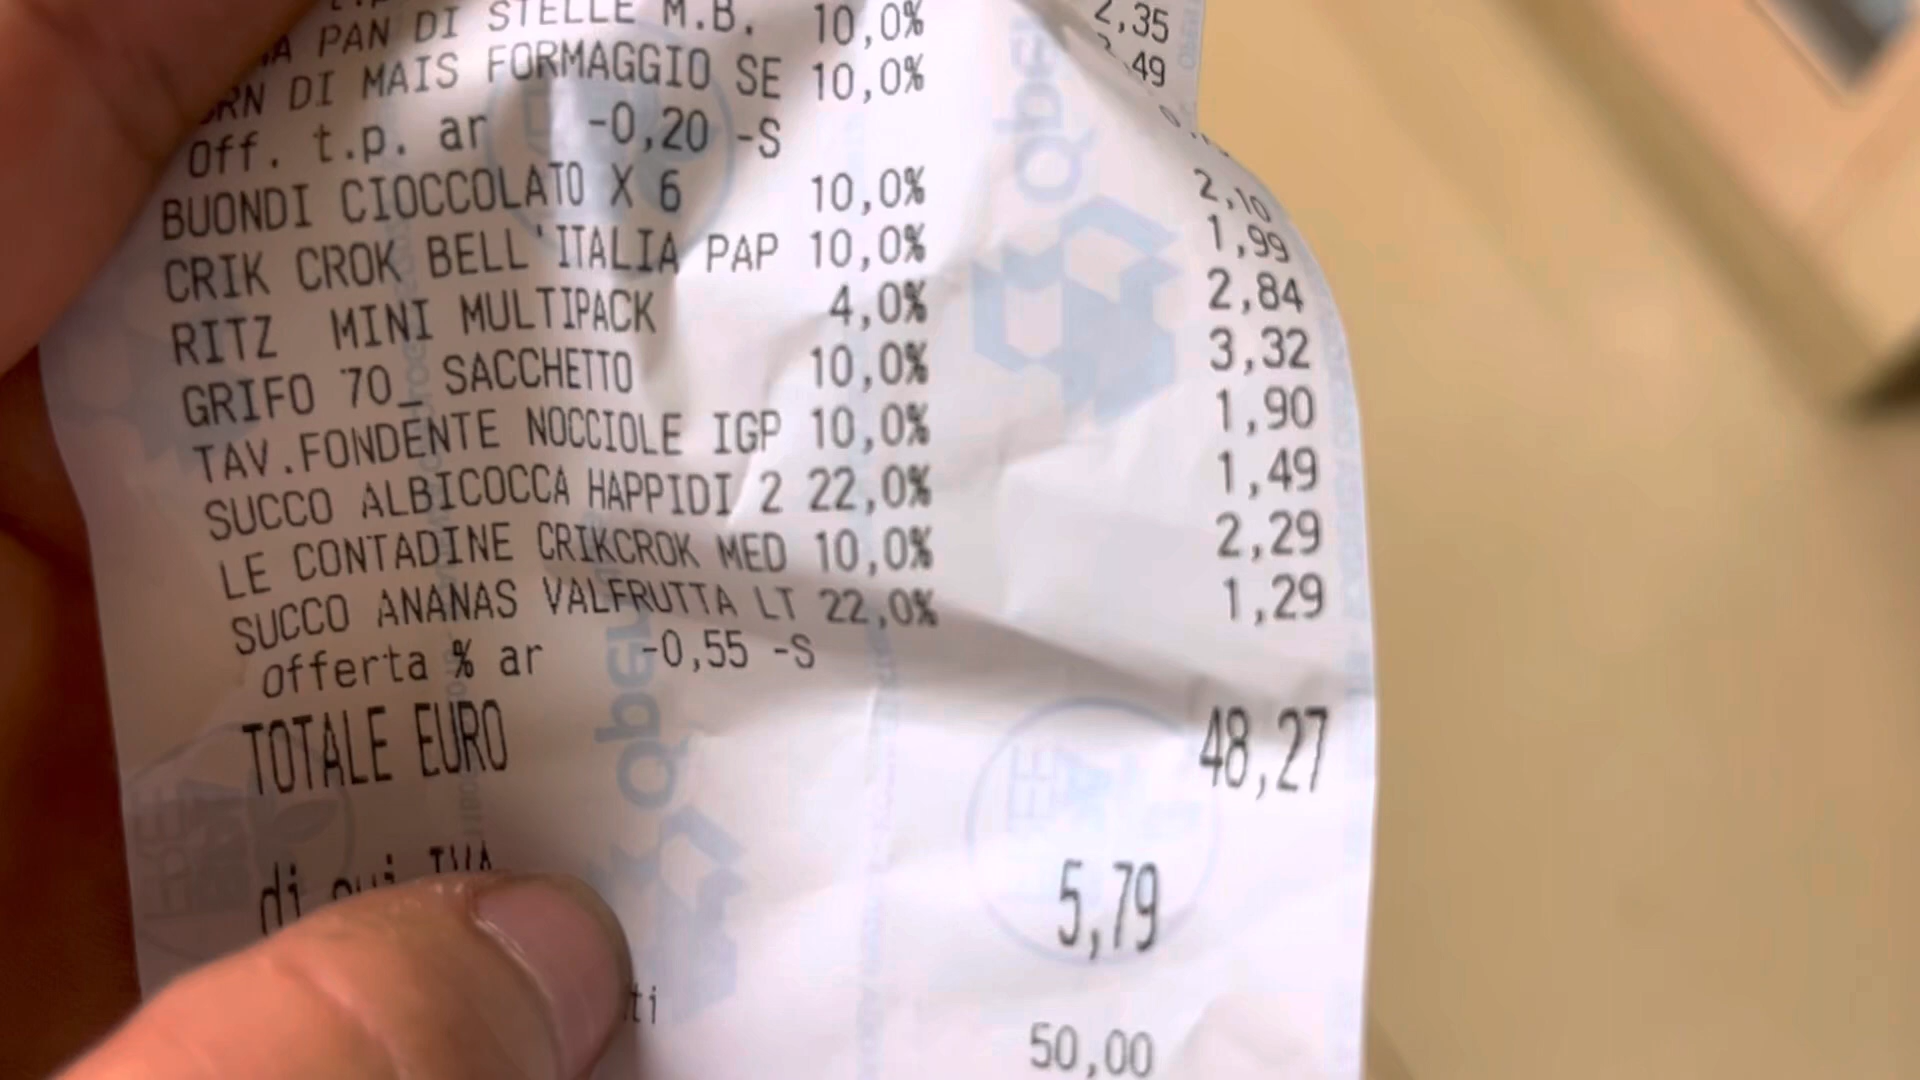 PAN DI STELLE M.B. 10,0% 2,35
DI MAIS FORMAGGIO SE 10,0% ,49
Off. t.p. ar -0,20 -S
BUONDI CIOCCOLATO X 6 10,0% 2,10
CRIK CROK BELL'ITALIA PAP 10,0% 1,99
RITZ MINI MULTIPACK 4,0% 2,84
GRIFO 70_ SACCHETTO 10,0% 3,32
TAV.FONDENTE NOCCIOLE IGP 10,0% 1,90
SUCCO ALBICOCCA HAPPIDI 2 22,0% 1,49
LE CONTADINE CRIKCROK MED 10,0% 2,29
SUCCO ANANAS VALFRUTTA LT 22,0% 1,29
Offerta % ar -0,55 -S
TOTALE EURO 48,27
di cui IVA 5,79
50,00